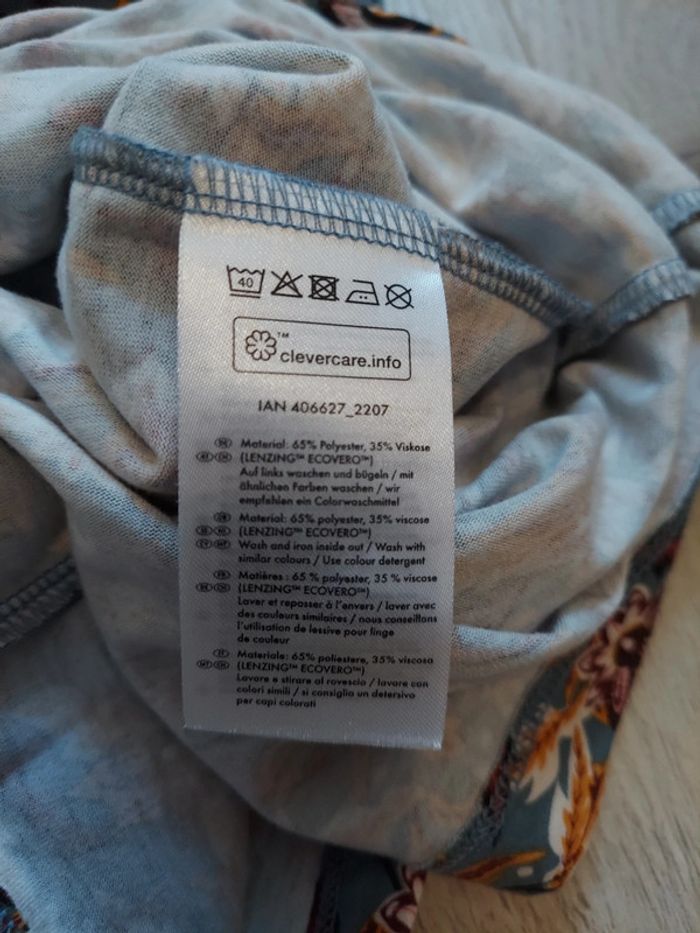 40
™
clevercare.info
IAN 406627_2207
Material: 65% Polyester, 35% Viskose
(LENZING™ ECOVERO™)
Auf links waschen und bügeln / mit
ähnlichen Farben waschen / wir
empfehlen ein Colorwaschmittel
Material: 65% polyester, 35% viscose
(LENZING™ ECOVERO™)
Wash and iron inside out / Wash with
similar colours / Use colour detergent
Matières : 65 % polyester, 35 % viscose
(LENZING™ ECOVERO™)
Laver et repasser à l'envers / laver avec
des couleurs similaires / nous conseillons
l'utilisation de lessive pour linge
de couleur
Materiale: 65% poliestere, 35% viscosa
(LENZING™ ECOVERO™)
Lavare e stirare al rovescio / lavare con
colori simili / si consiglia un detersivo
per capi colorati